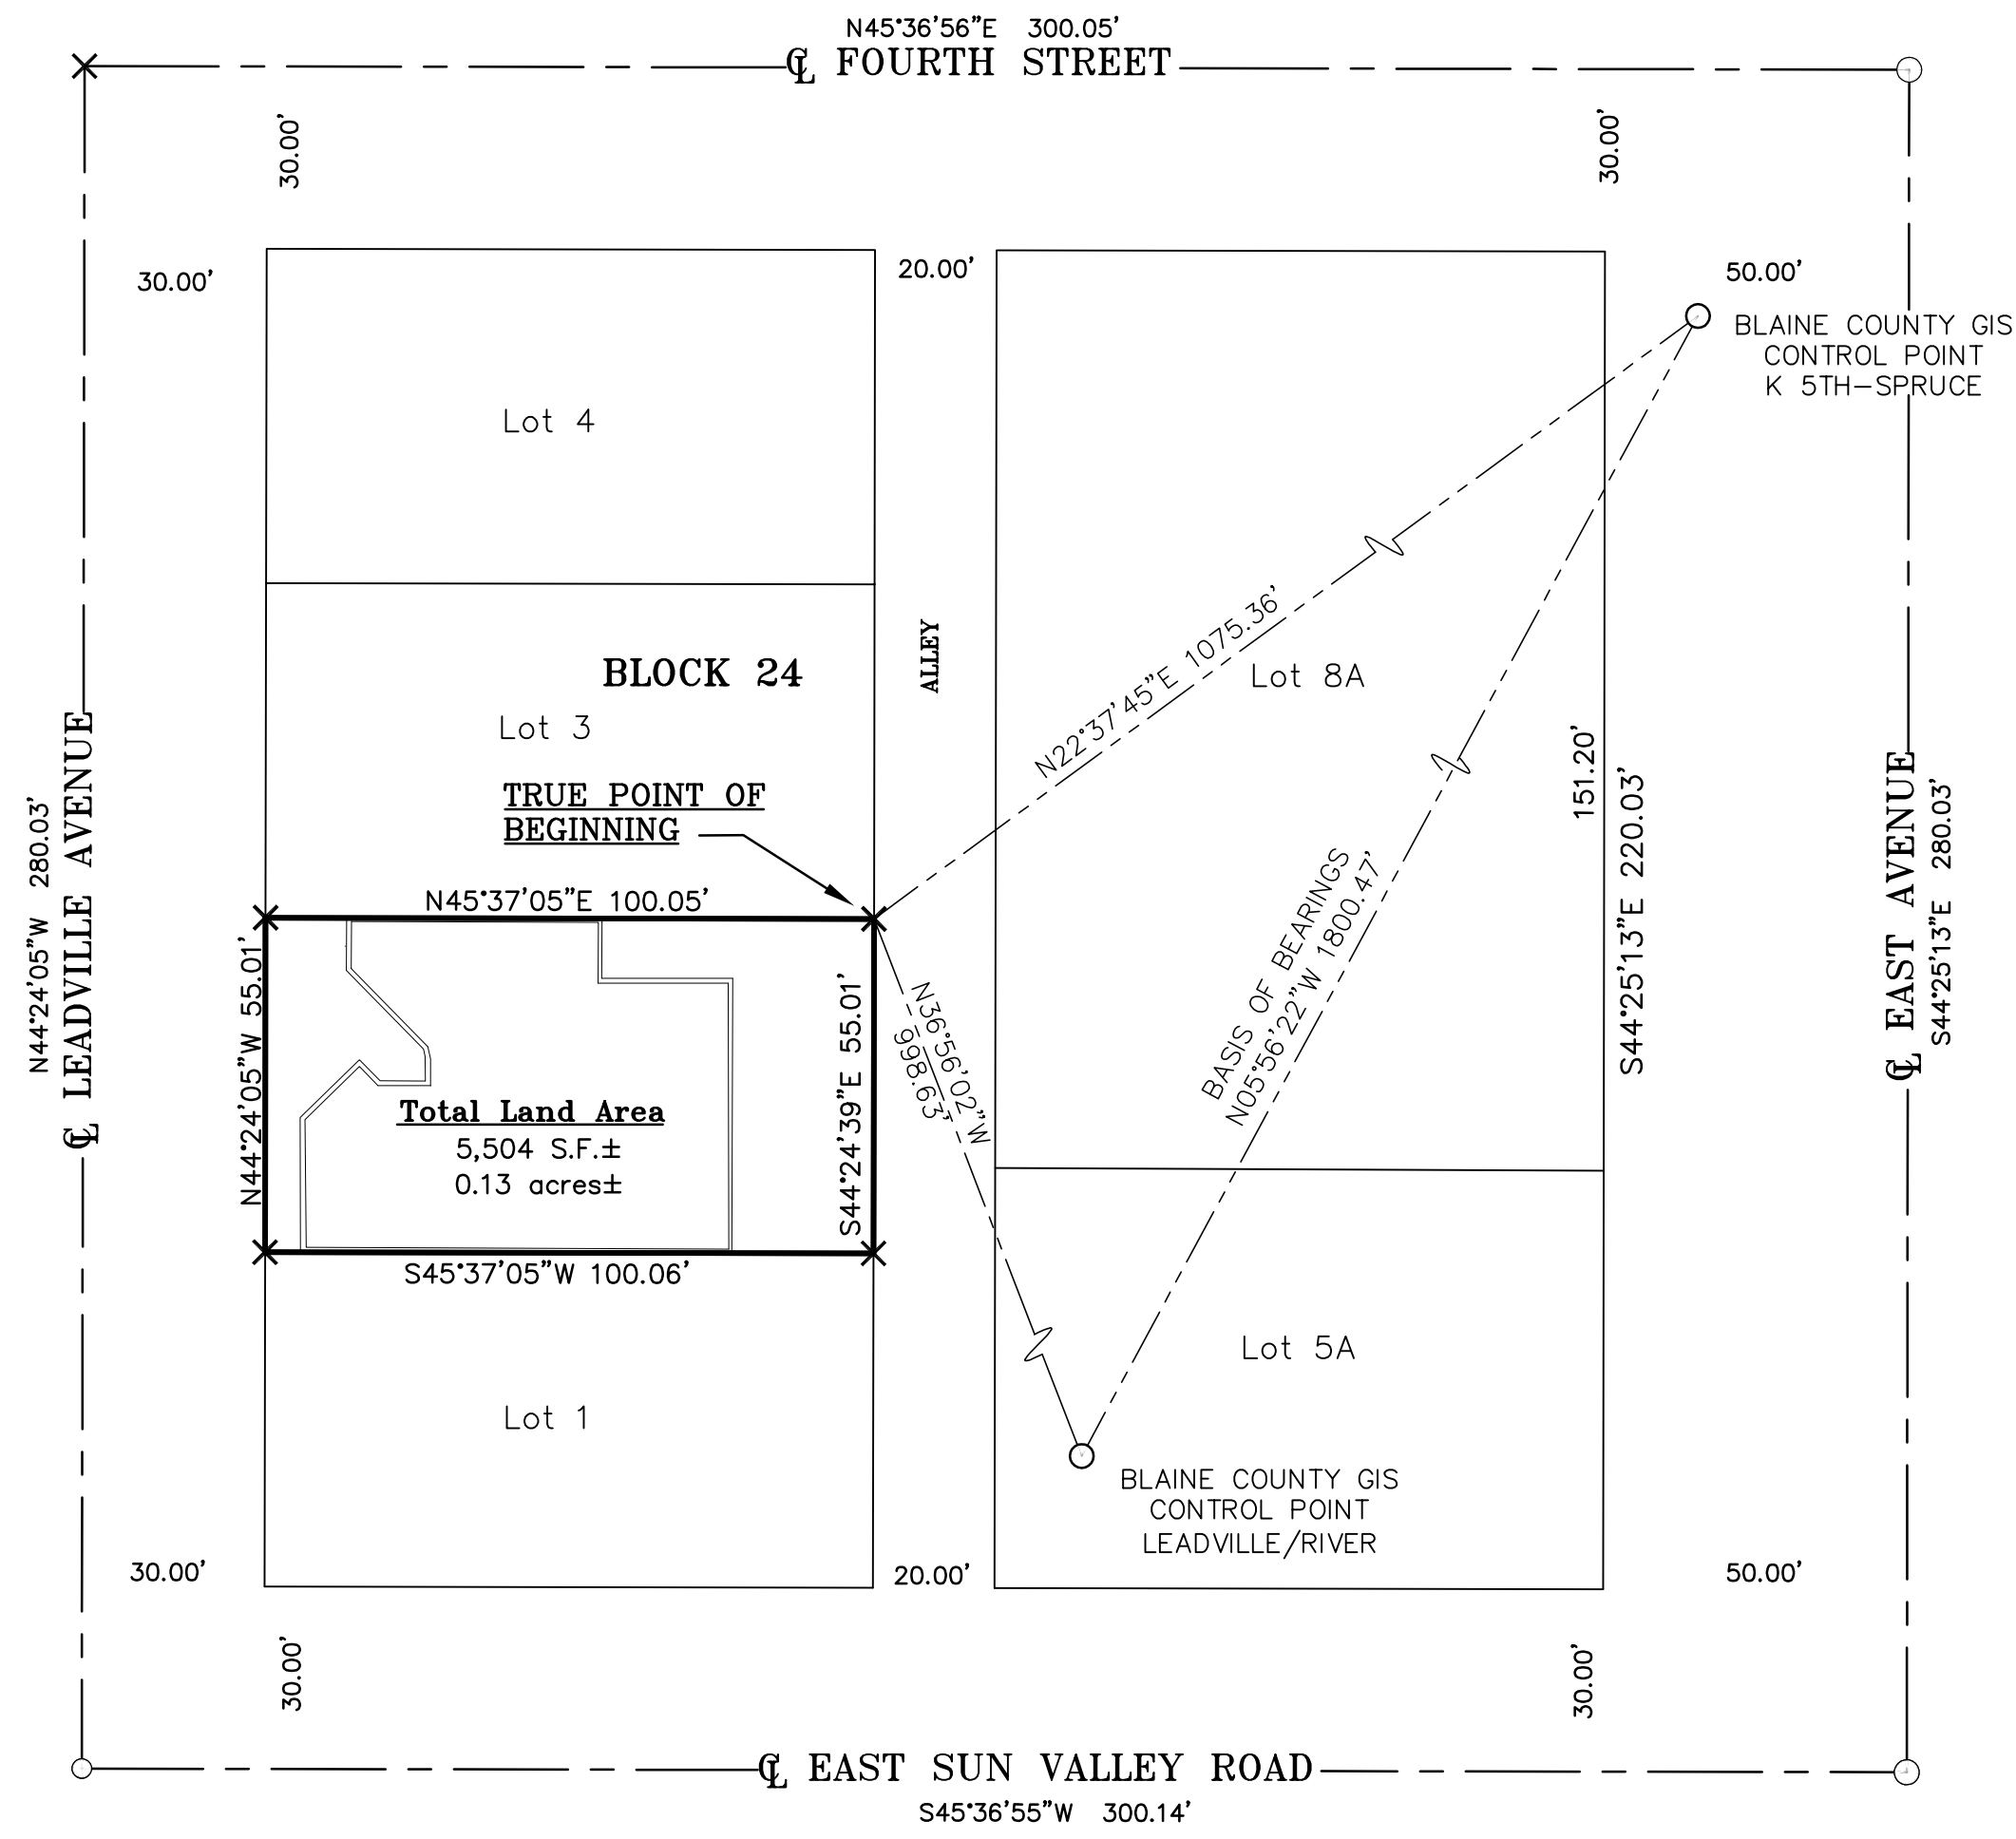 N45°36'56"E 300.05'
℄ FOURTH STREET
30.00'
30.00'
30.00'
20.00'
50.00'
BLAINE COUNTY GIS
CONTROL POINT
K 5TH-SPRUCE
Lot 4
N22°37'45"E 1075.36'
ALLEY
BLOCK 24
Lot 8A
Lot 3
TRUE POINT OF
BEGINNING
151.20'
S44°25'13"E 220.03'
℄ EAST AVENUE
S44°25'13"E 280.03'
N44°24'05"W 280.03'
℄ LEADVILLE AVENUE
N45°37'05"E 100.05'
N44°24'05"W 55.01'
S44°24'39"E 55.01'
N36°56'02"W
998.63'
BASIS OF BEARINGS
N05°56'22"W 1800.47'
Total Land Area
5,504 S.F.±
0.13 acres±
S45°37'05"W 100.06'
Lot 5A
Lot 1
BLAINE COUNTY GIS
CONTROL POINT
LEADVILLE/RIVER
30.00'
20.00'
50.00'
30.00'
30.00'
℄ EAST SUN VALLEY ROAD
S45°36'55"W 300.14'